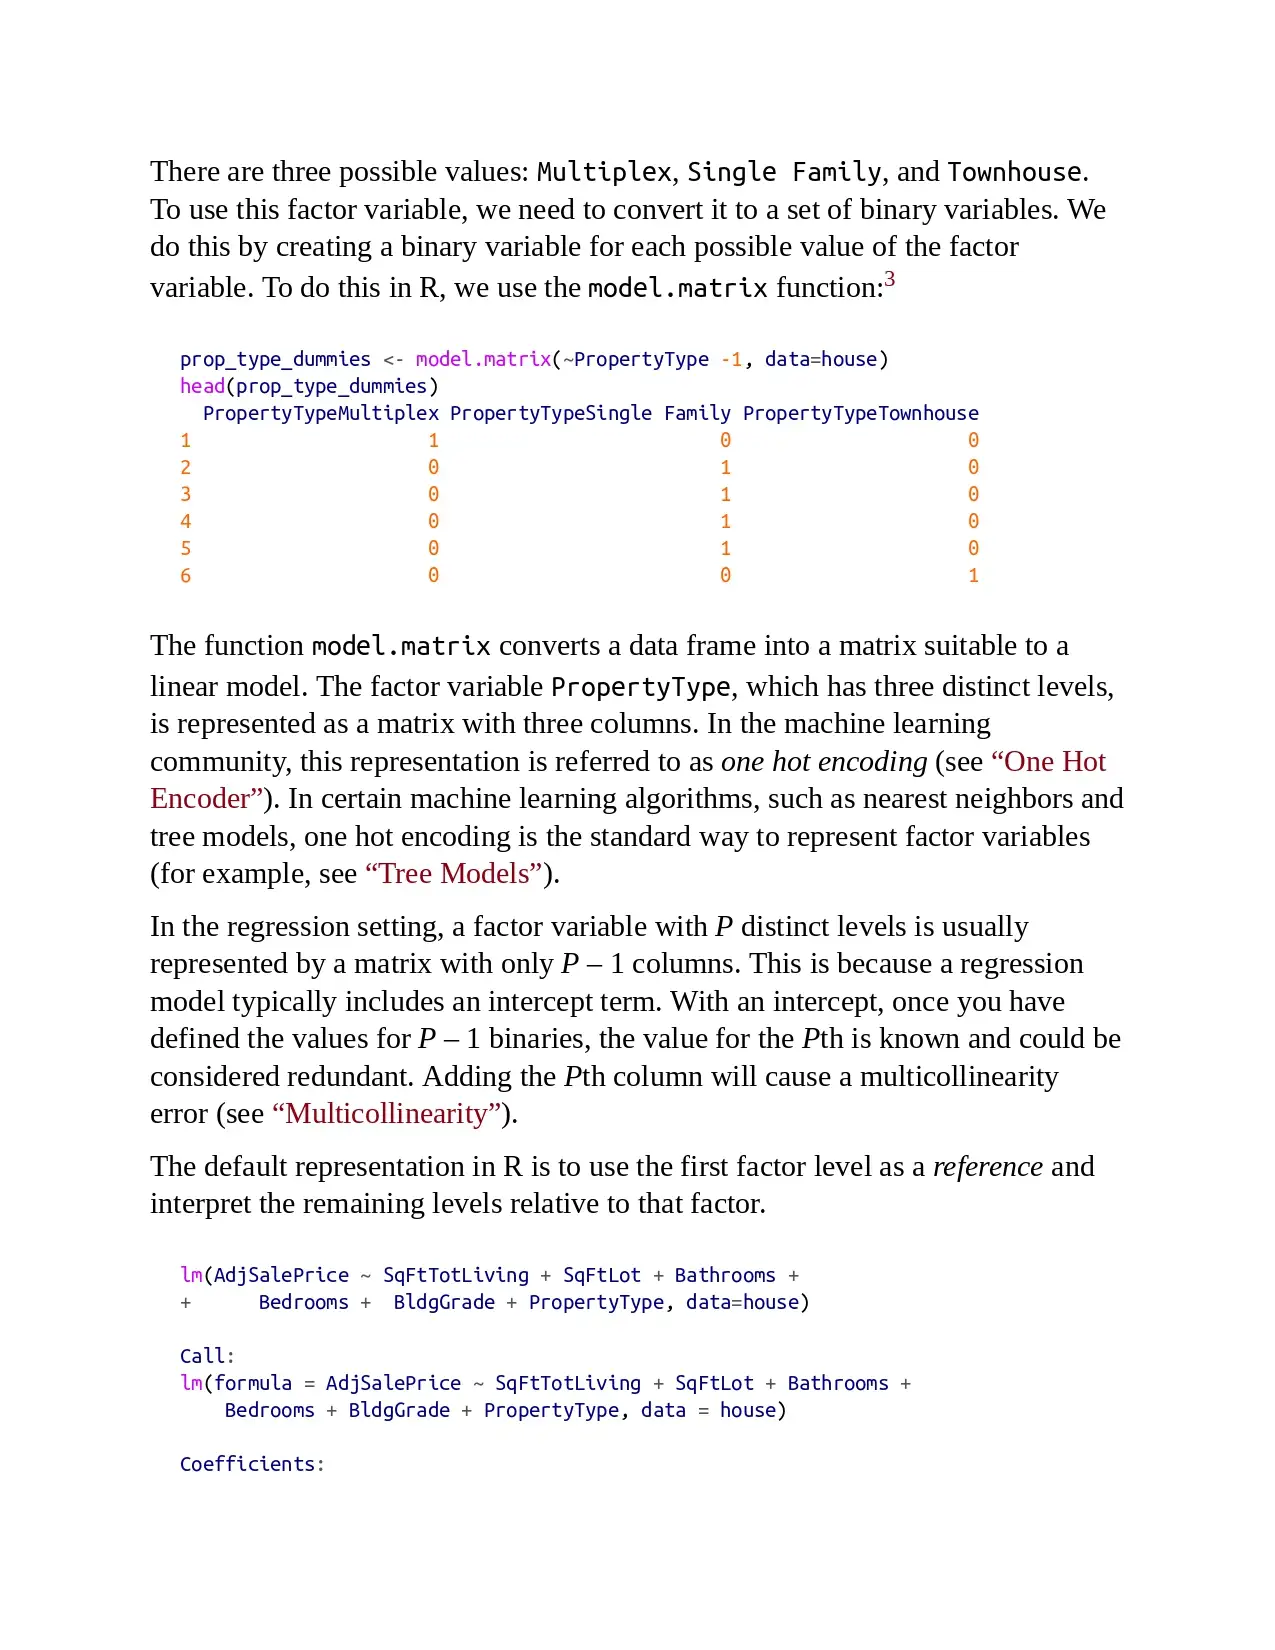 There are three possible values: Multiplex, Single Family, and Townhouse.
To use this factor variable, we need to convert it to a set of binary variables. We
do this by creating a binary variable for each possible value of the factor
variable. To do this in R, we use the model.matrix function:3
prop_type_dummies <- model.matrix(~PropertyType -1, data=house)
head(prop_type_dummies)
  PropertyTypeMultiplex PropertyTypeSingle Family PropertyTypeTownhouse
1                     1                         0                     0
2                     0                         1                     0
3                     0                         1                     0
4                     0                         1                     0
5                     0                         1                     0
6                     0                         0                     1
The function model.matrix converts a data frame into a matrix suitable to a
linear model. The factor variable PropertyType, which has three distinct levels,
is represented as a matrix with three columns. In the machine learning
community, this representation is referred to as one hot encoding (see “One Hot
Encoder”). In certain machine learning algorithms, such as nearest neighbors and
tree models, one hot encoding is the standard way to represent factor variables
(for example, see “Tree Models”).
In the regression setting, a factor variable with P distinct levels is usually
represented by a matrix with only P – 1 columns. This is because a regression
model typically includes an intercept term. With an intercept, once you have
defined the values for P – 1 binaries, the value for the Pth is known and could be
considered redundant. Adding the Pth column will cause a multicollinearity
error (see “Multicollinearity”).
The default representation in R is to use the first factor level as a reference and
interpret the remaining levels relative to that factor.
lm(AdjSalePrice ~ SqFtTotLiving + SqFtLot + Bathrooms +
+      Bedrooms +  BldgGrade + PropertyType, data=house)
Call:
lm(formula = AdjSalePrice ~ SqFtTotLiving + SqFtLot + Bathrooms +
    Bedrooms + BldgGrade + PropertyType, data = house)
Coefficients: